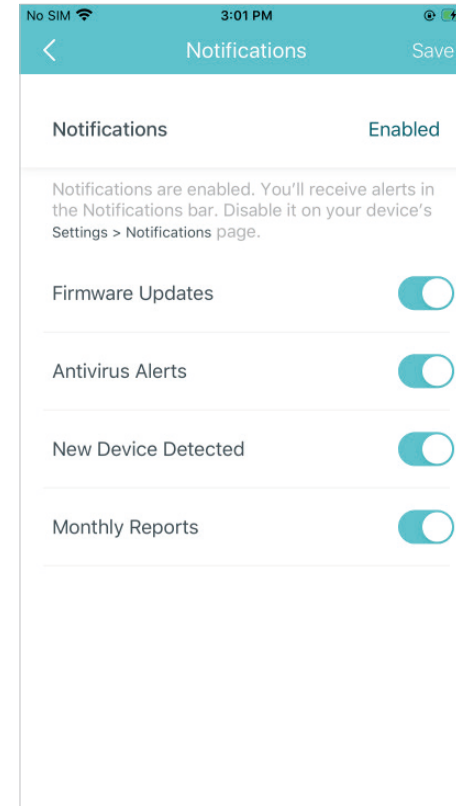 No SIM 3:01 PM
Notifications Save
Notifications Enabled
Notifications are enabled. You'll receive alerts in
the Notifications bar. Disable it on your device's
Settings > Notifications page.
Firmware Updates
Antivirus Alerts
New Device Detected
Monthly Reports